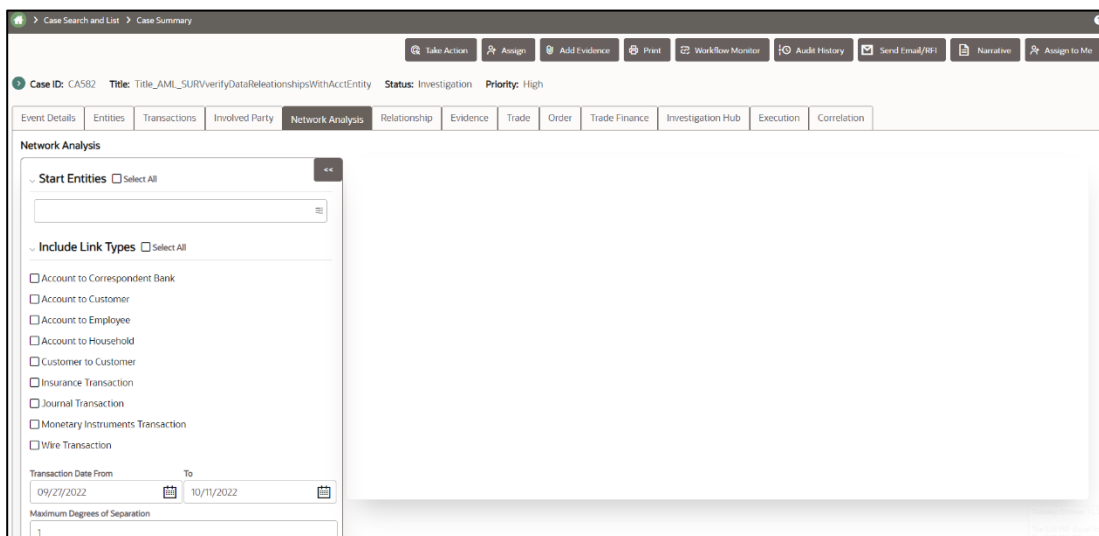 > Case Search and List > Case Summary
Take Action Assign Add Evidence Print Workflow Monitor Audit History Send Email/RFI Narrative Assign to Me
Case ID: CA582 Title: Title_AML_SURVverifyDataReleationshipsWithAcctEntity Status: Investigation Priority: High
Event Details Entities Transactions Involved Party Network Analysis Relationship Evidence Trade Order Trade Finance Investigation Hub Execution Correlation
Network Analysis
<<
Start Entities Select All
Include Link Types Select All
Account to Correspondent Bank
Account to Customer
Account to Employee
Account to Household
Customer to Customer
Insurance Transaction
Journal Transaction
Monetary Instruments Transaction
Wire Transaction
Transaction Date From To
09/27/2022 10/11/2022
Maximum Degrees of Separation
1